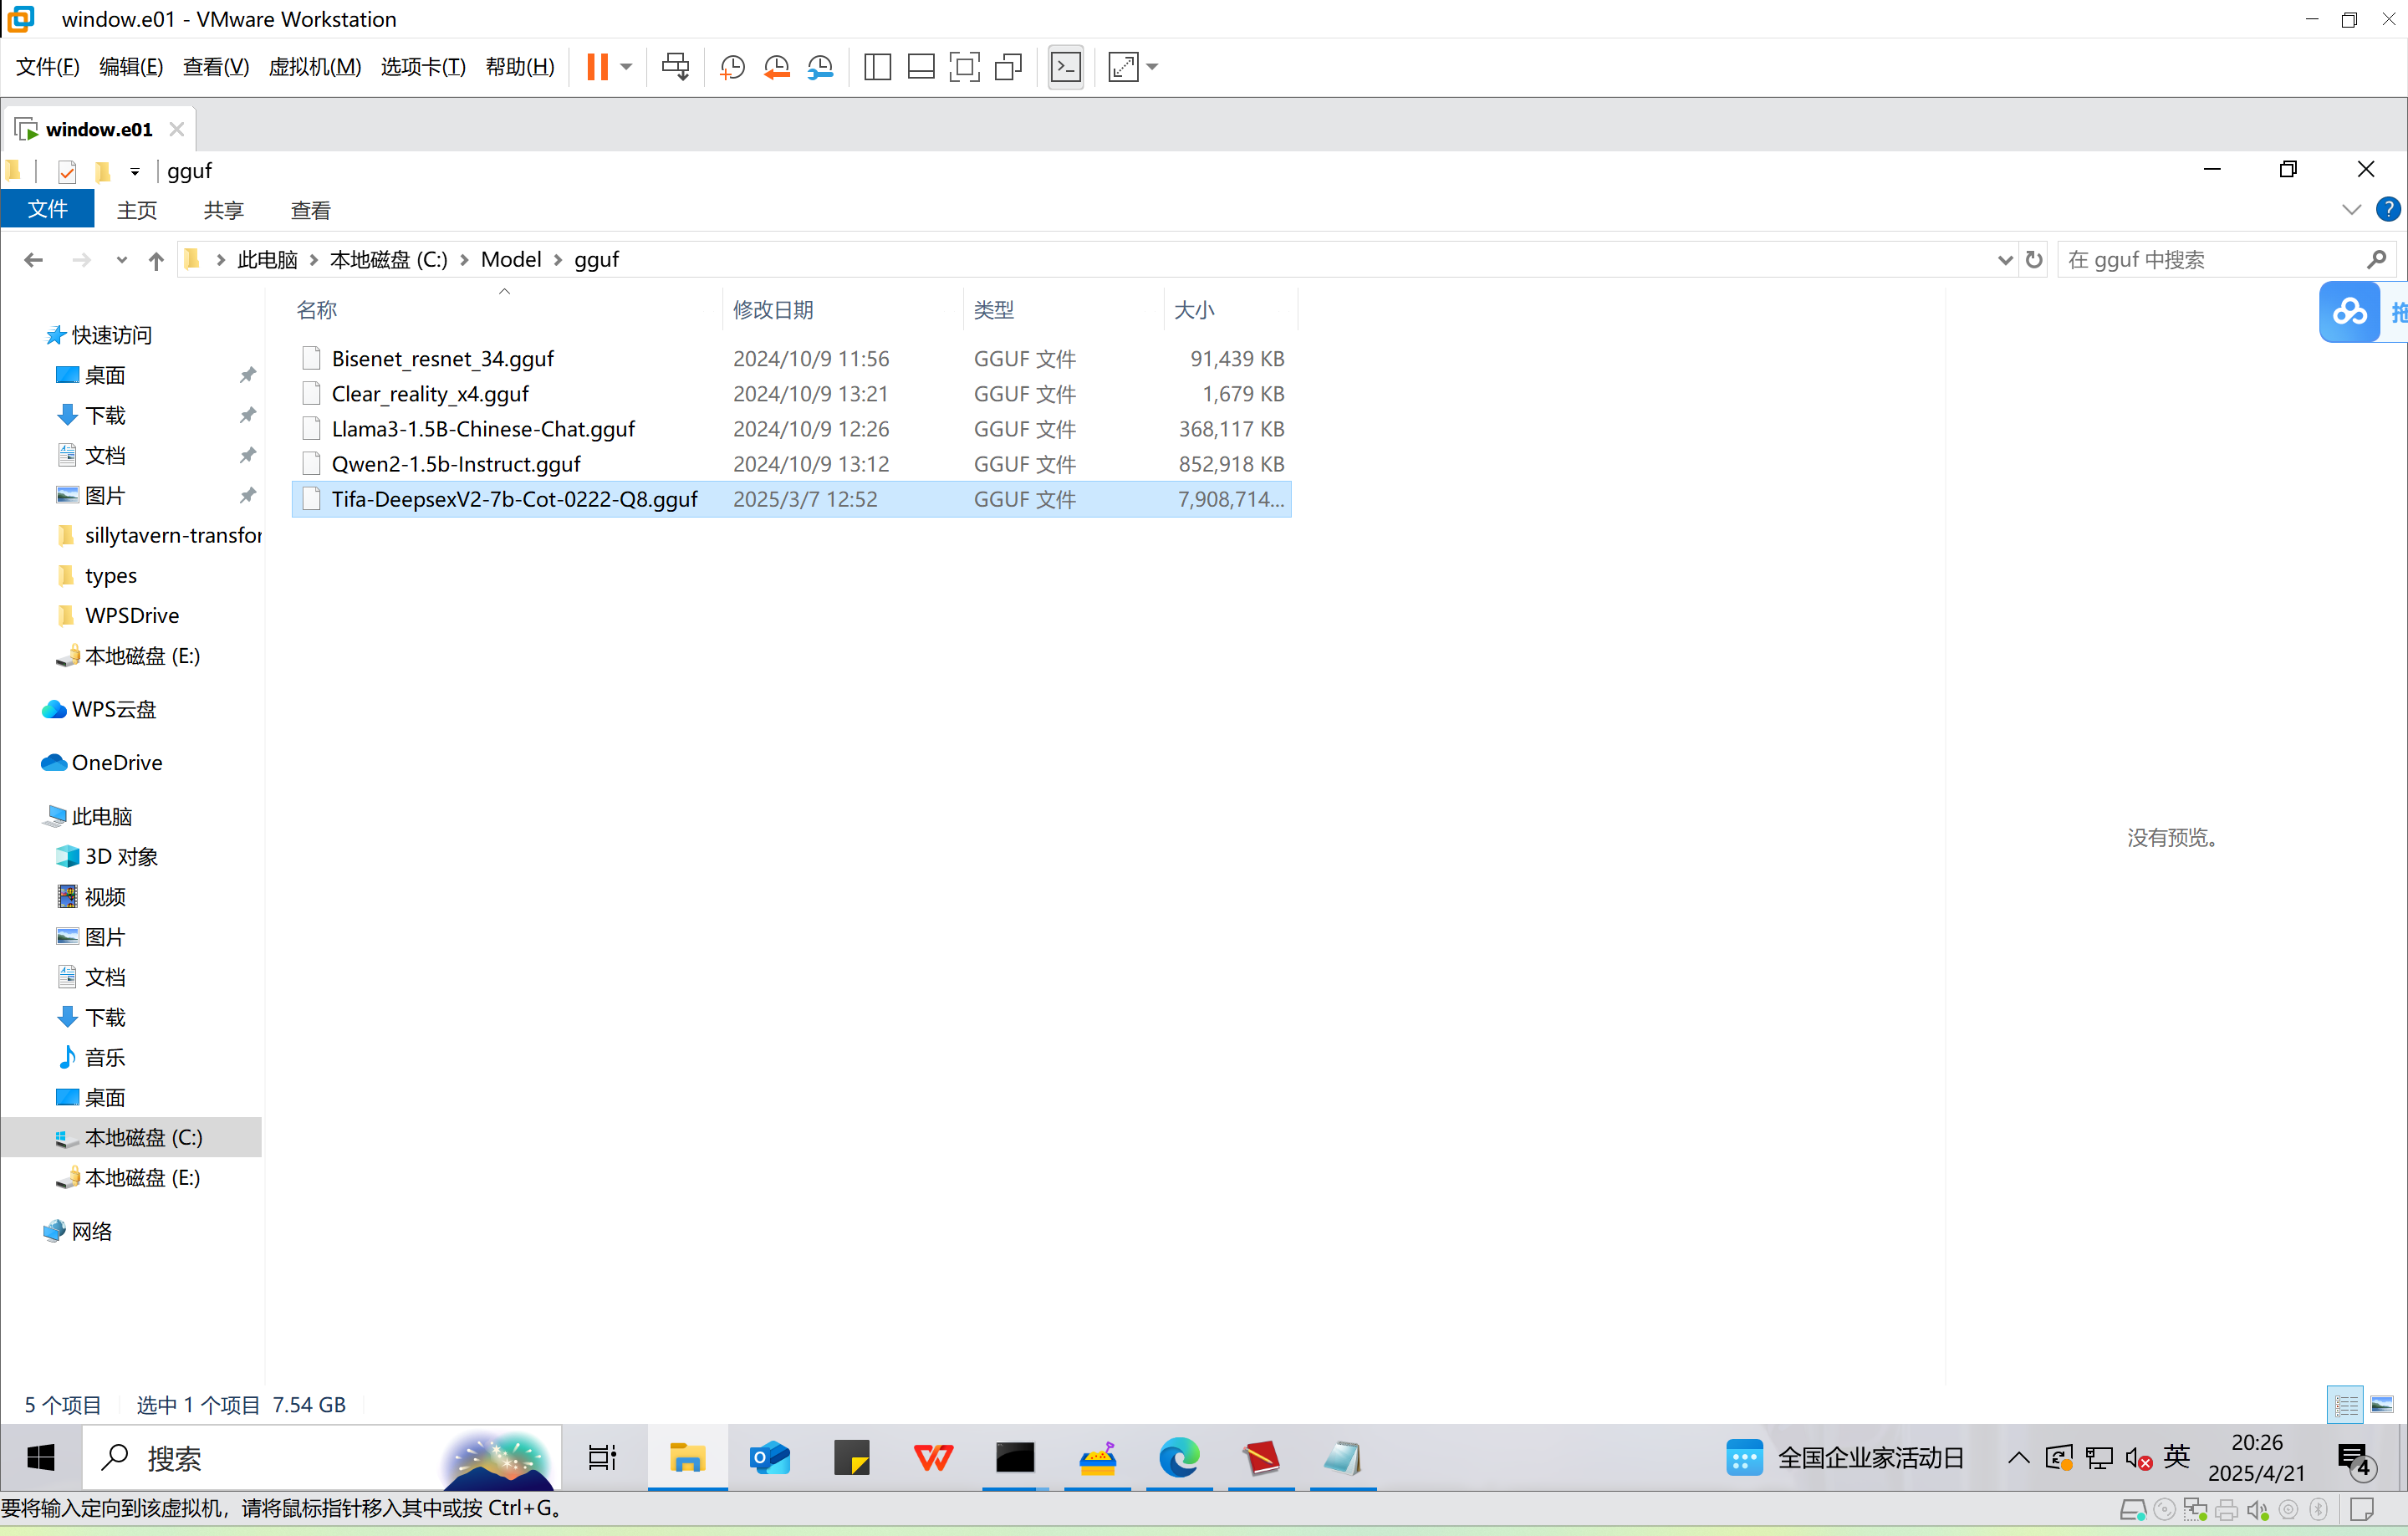 window.e01 - VMware Workstation
文件(F) 编辑(E) 查看(V) 虚拟机(M) 选项卡(T) 帮助(H)
window.e01
gguf
文件 主页 共享 查看
此电脑 本地磁盘 (C:) Model gguf
在 gguf 中搜索
拖
名称 修改日期 类型 大小
Bisenet_resnet_34.gguf 2024/10/9 11:56 GGUF 文件 91,439 KB
Clear_reality_x4.gguf 2024/10/9 13:21 GGUF 文件 1,679 KB
Llama3-1.5B-Chinese-Chat.gguf 2024/10/9 12:26 GGUF 文件 368,117 KB
Qwen2-1.5b-Instruct.gguf 2024/10/9 13:12 GGUF 文件 852,918 KB
Tifa-DeepsexV2-7b-Cot-0222-Q8.gguf 2025/3/7 12:52 GGUF 文件 7,908,714...
快速访问
桌面
下载
文档
图片
sillytavern-transfor
types
WPSDrive
本地磁盘 (E:)
WPS云盘
OneDrive
此电脑
3D 对象
视频
图片
文档
下载
音乐
桌面
本地磁盘 (C:)
本地磁盘 (E:)
网络
没有预览。
5 个项目 选中 1 个项目 7.54 GB
搜索
全国企业家活动日
英
20:26
2025/4/21
4
要将输入定向到该虚拟机，请将鼠标指针移入其中或按 Ctrl+G。